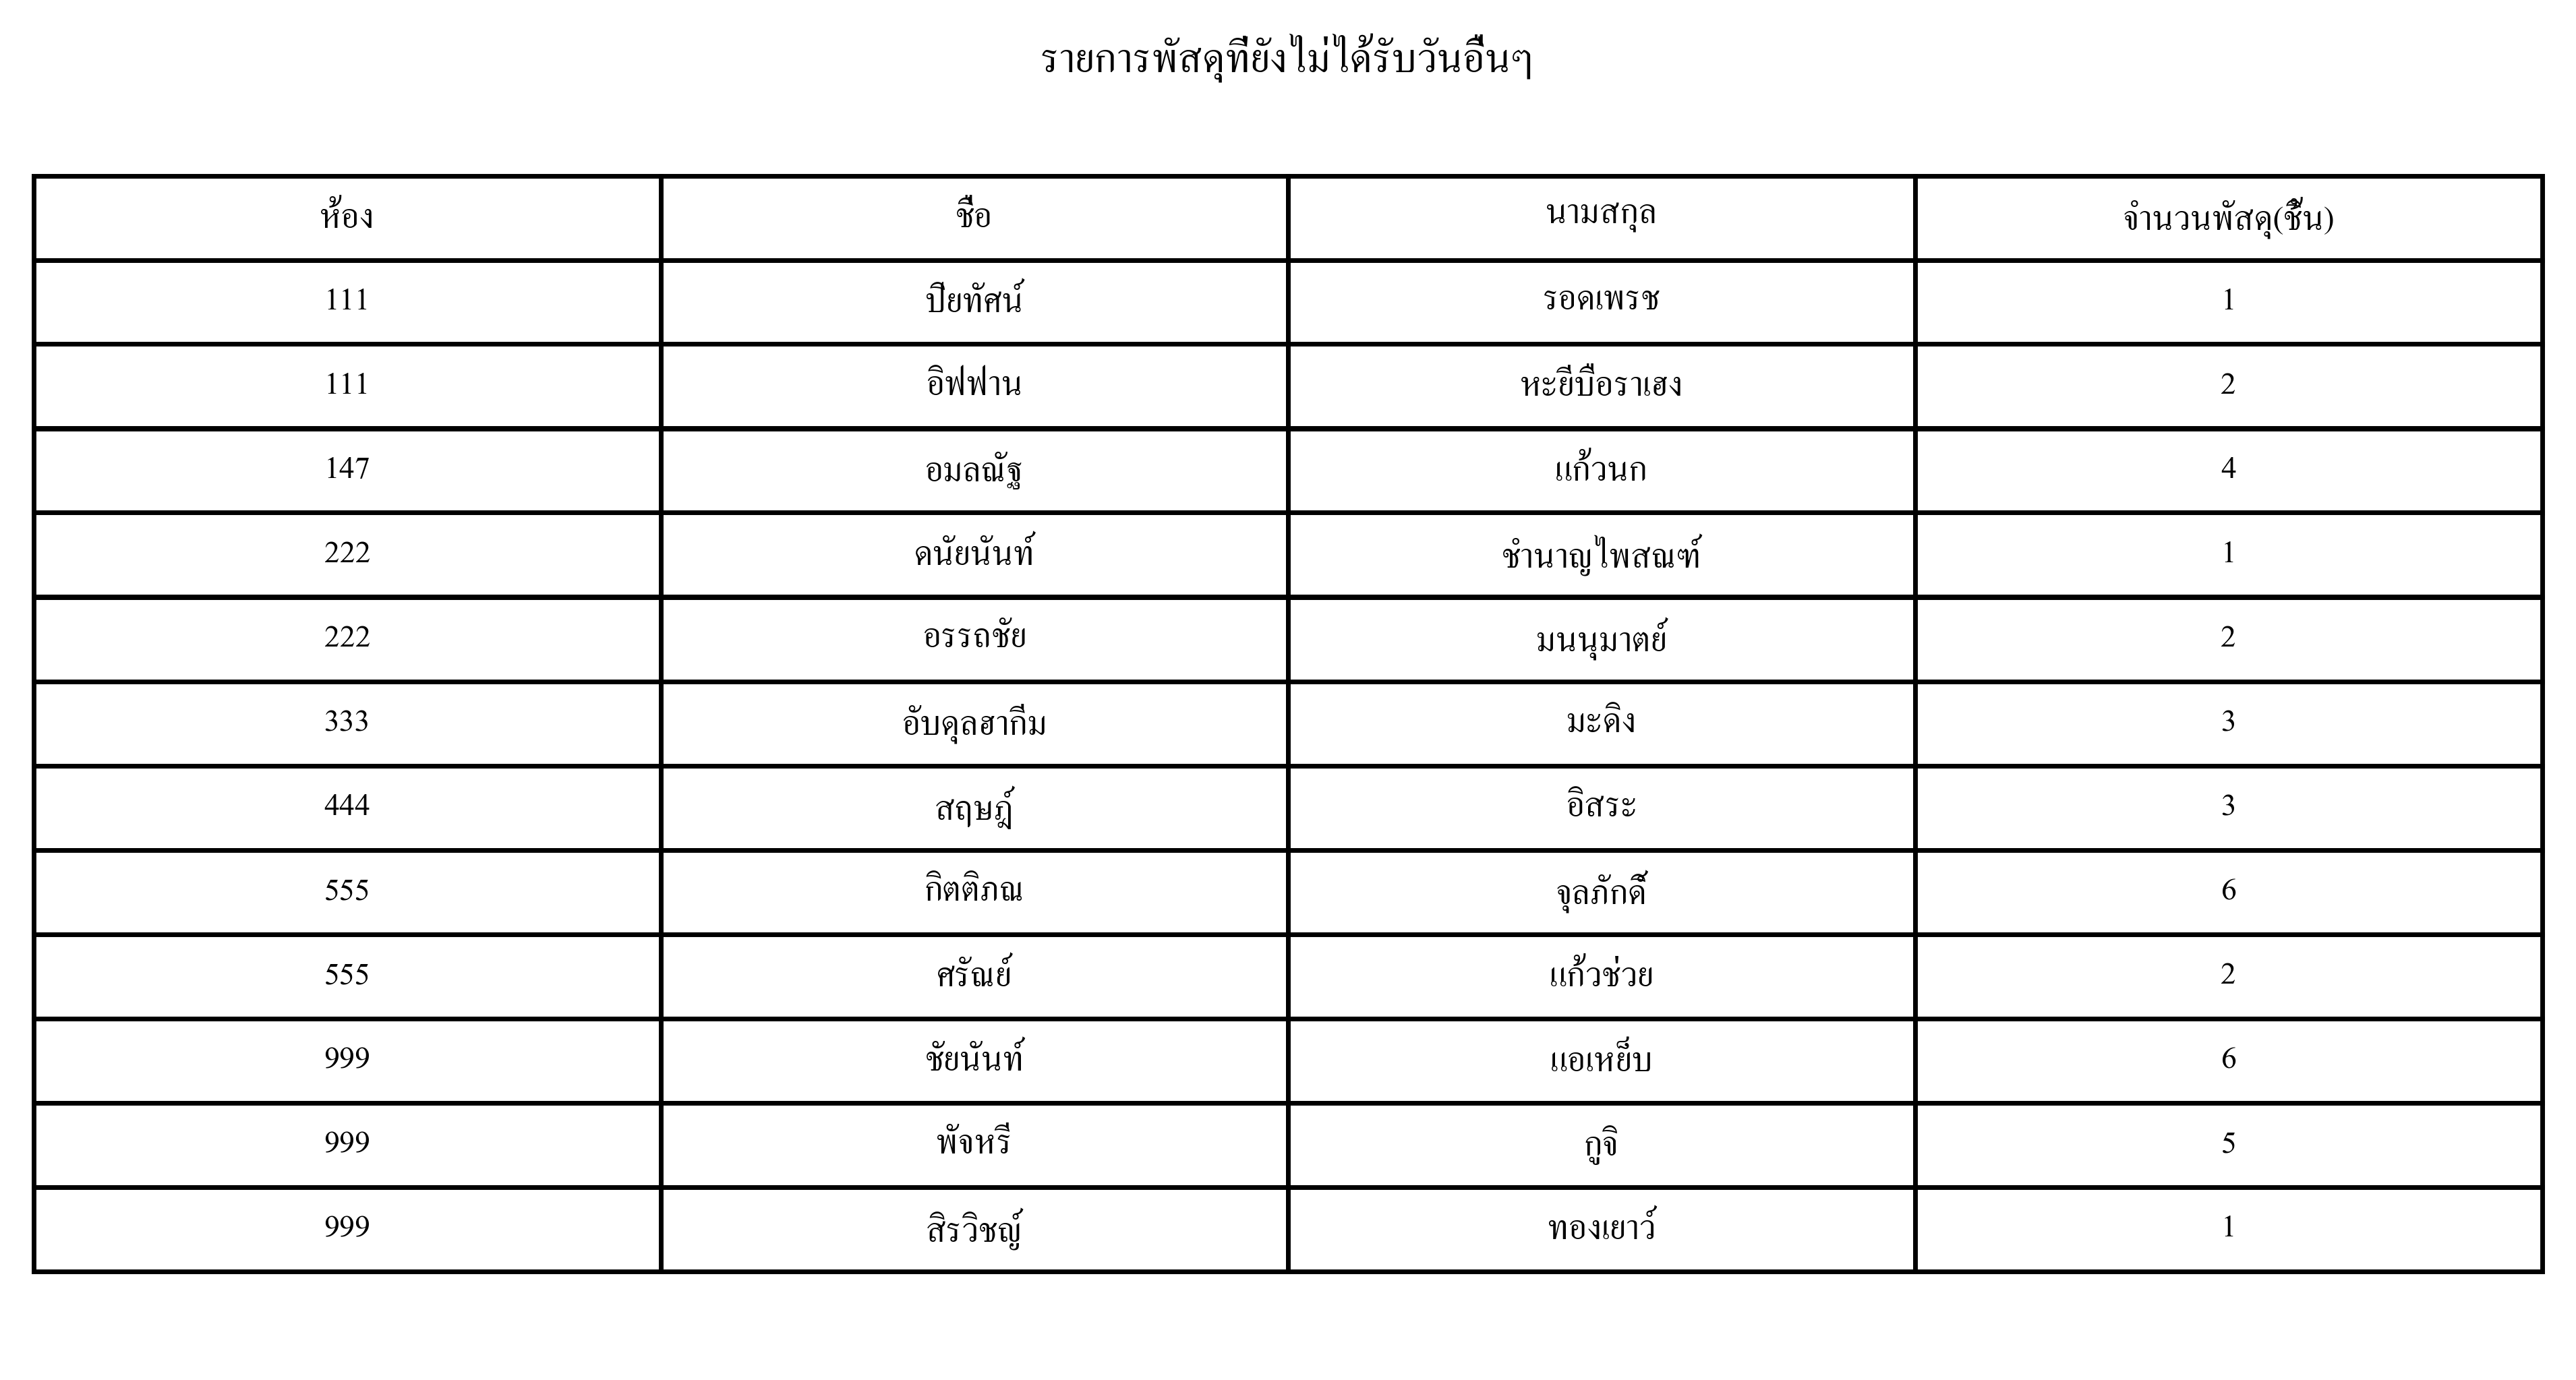 รายการพัสดุที่ยังไม่ได้รับวันอื่นๆ
ห้อง ชื่อ นามสกุล จำนวนพัสดุ(ชิ้น)
111 ปิยทัศน์ รอดเพรช 1
111 อิฟฟาน หะยีบือราเฮง 2
147 อมลณัฐ แก้วนก 4
222 ดนัยนันท์ ชำนาญไพสณฑ์ 1
222 อรรถชัย มนนุมาตย์ 2
333 อับดุลฮากีม มะดิง 3
444 สฤษฎ์ อิสระ 3
555 กิตติภณ จุลภักดิ์ 6
555 ศรัณย์ แก้วช่วย 2
999 ชัยนันท์ แอเหย็บ 6
999 พัจหรี กูจิ 5
999 สิรวิชญ์ ทองเยาว์ 1